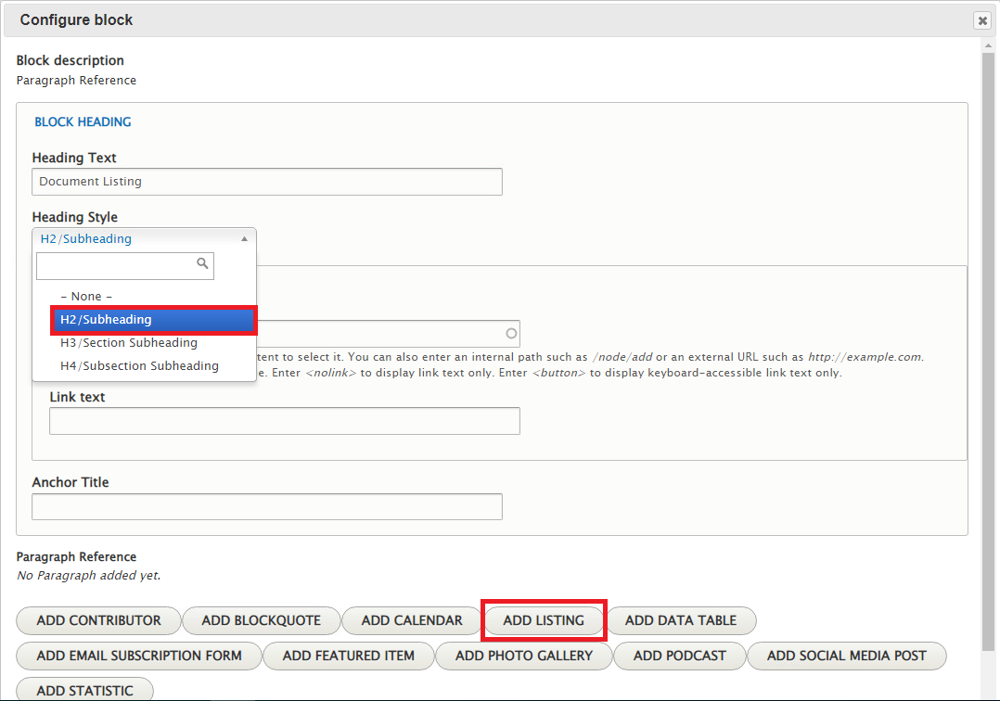 Configure block
Block description
Paragraph Reference
BLOCK HEADING
Heading Text
Document Listing
Heading Style
H2/Subheading
– None –
H2/Subheading
H3/Section Subheading
H4/Subsection Subheading
tent to select it. You can also enter an internal path such as /node/add or an external URL such as http://example.com.
e. Enter <nolink> to display link text only. Enter <button> to display keyboard-accessible link text only.
Link text
Anchor Title
Paragraph Reference
No Paragraph added yet.
ADD CONTRIBUTOR ADD BLOCKQUOTE ADD CALENDAR ADD LISTING ADD DATA TABLE
ADD EMAIL SUBSCRIPTION FORM ADD FEATURED ITEM ADD PHOTO GALLERY ADD PODCAST ADD SOCIAL MEDIA POST
ADD STATISTIC